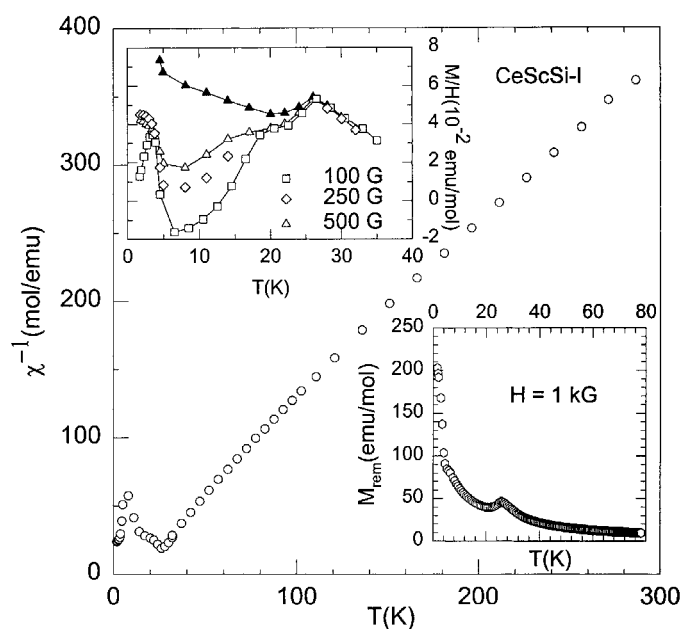 CeScSi-I
χ⁻¹(mol/emu)
400
300
200
100
0
0
100
200
300
T(K)
8
6
4
2
0
-2
M/H(10⁻² emu/mol)
100 G
250 G
500 G
0
10
20
30
40
T(K)
0
20
40
60
80
250
200
150
100
50
0
M_rem(emu/mol)
H = 1 kG
T(K)